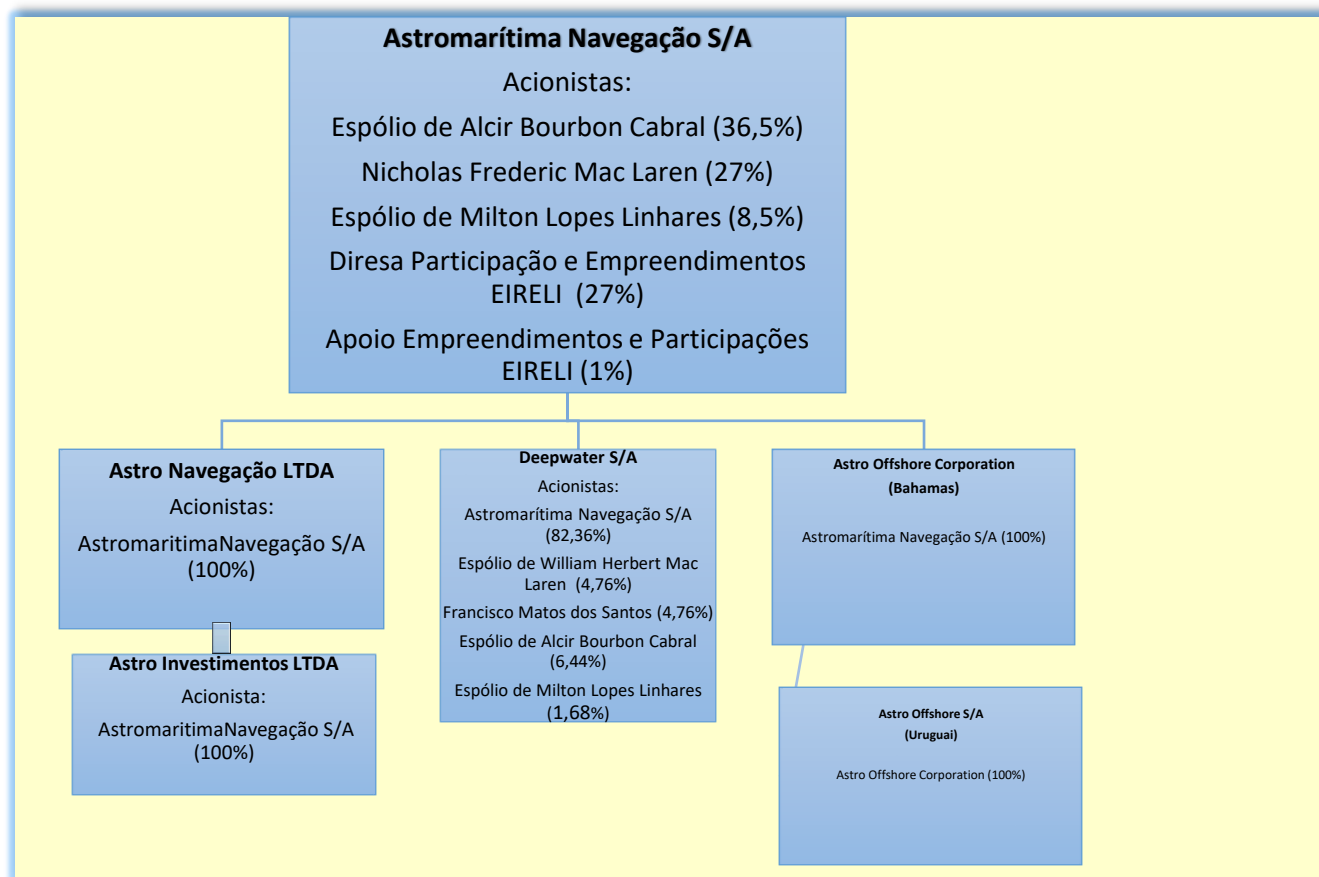 Astromarítima Navegação S/A
Acionistas:
Espólio de Alcir Bourbon Cabral (36,5%)
Nicholas Frederic Mac Laren (27%)
Espólio de Milton Lopes Linhares (8,5%)
Diresa Participação e Empreendimentos
EIRELI (27%)
Apoio Empreendimentos e Participações
EIRELI (1%)
Astro Navegação LTDA
Acionistas:
AstromaritimaNavegação S/A
(100%)
Astro Investimentos LTDA
Acionista:
AstromaritimaNavegação S/A
(100%)
Deepwater S/A
Acionistas:
Astromarítima Navegação S/A
(82,36%)
Espólio de William Herbert Mac
Laren (4,76%)
Francisco Matos dos Santos (4,76%)
Espólio de Alcir Bourbon Cabral
(6,44%)
Espólio de Milton Lopes Linhares
(1,68%)
Astro Offshore Corporation
(Bahamas)
Astromarítima Navegação S/A (100%)
Astro Offshore S/A
(Uruguai)
Astro Offshore Corporation (100%)